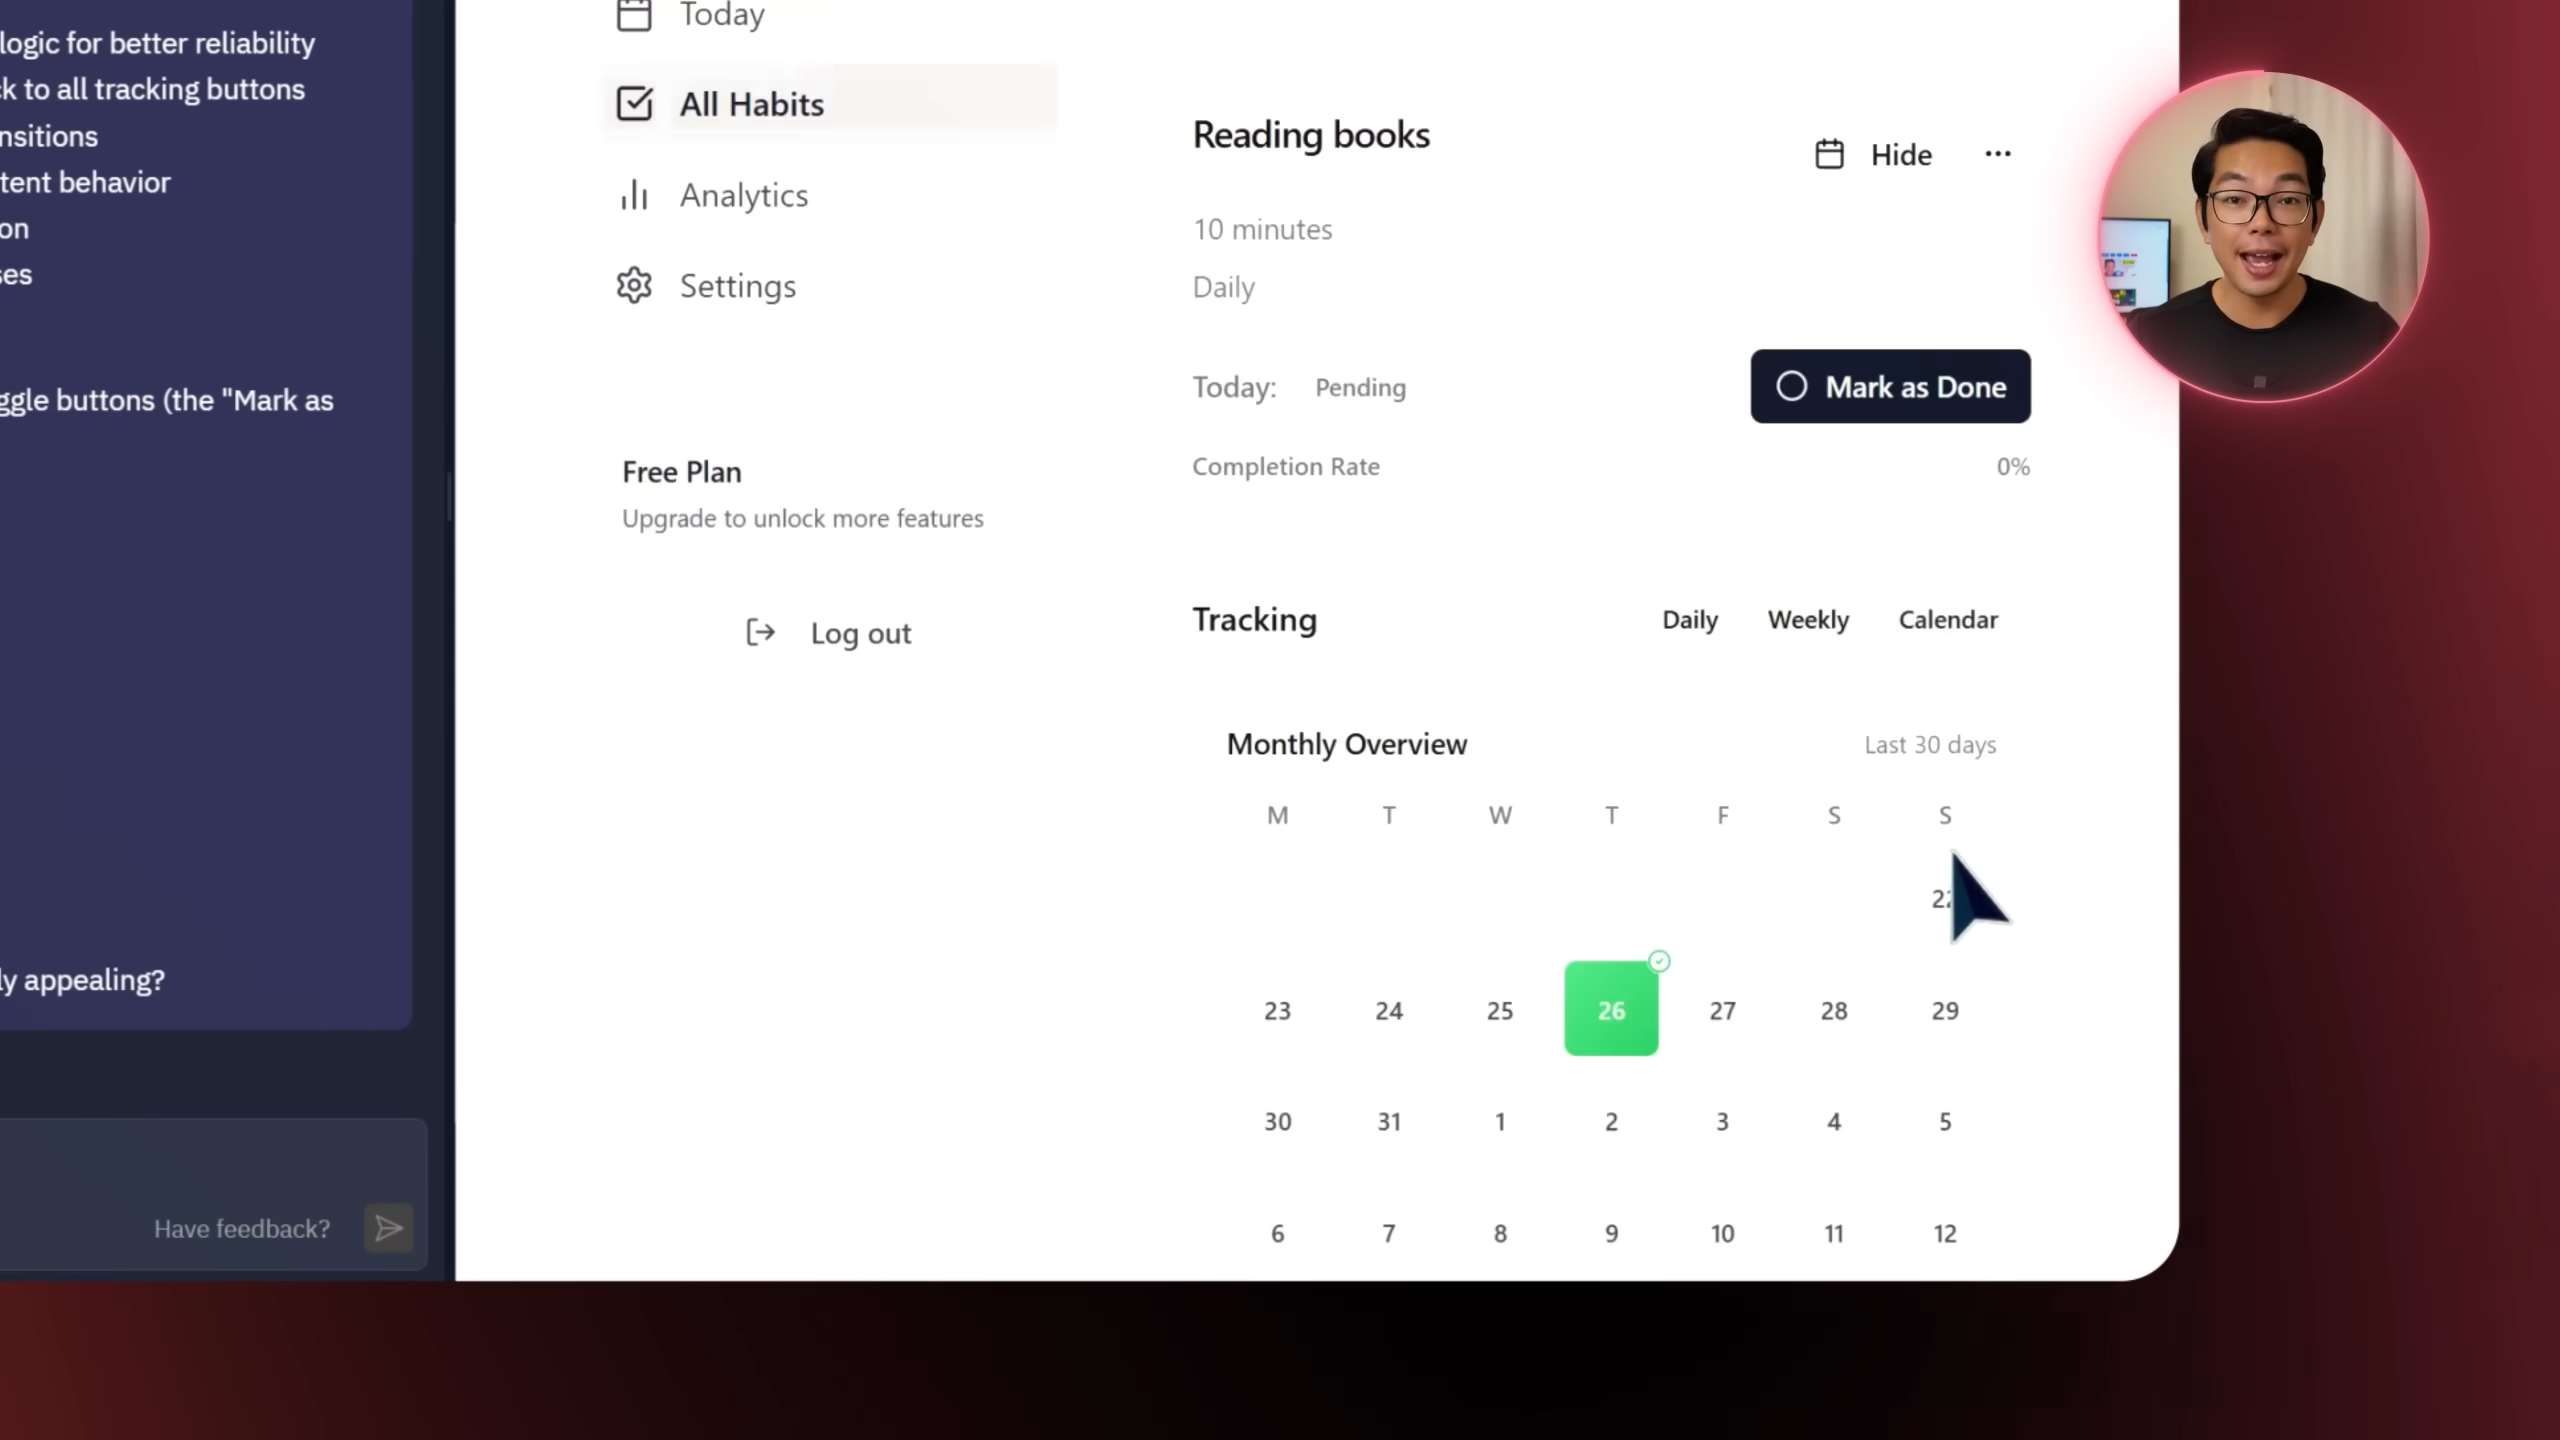 logic for better reliability
to all tracking buttons
tent behavior
on
buttons (the "Mark as
appealing?
Have feedback?
Today
All Habits
Analytics
Settings
Free Plan
Upgrade to unlock more features
Log out
Reading books
Hide
10 minutes
Daily
Today: Pending
Mark as Done
Completion Rate 0%
Tracking
Daily Weekly Calendar
Monthly Overview
Last 30 days
M T W T F S S
23 24 25 26 27 28 29
30 31 1 2 3 4 5
6 7 8 9 10 11 12